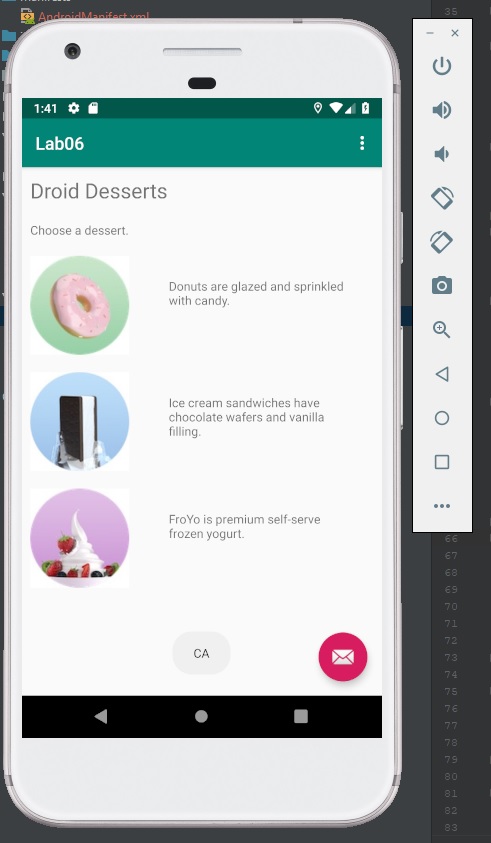 AndroidManifest.xml
35
1:41
Lab06
Droid Desserts
Choose a dessert.
Donuts are glazed and sprinkled
with candy.
Ice cream sandwiches have
chocolate wafers and vanilla
filling.
FroYo is premium self-serve
frozen yogurt.
CA
66
67
68
69
70
71
72
73
74
75
76
77
78
79
80
81
82
83